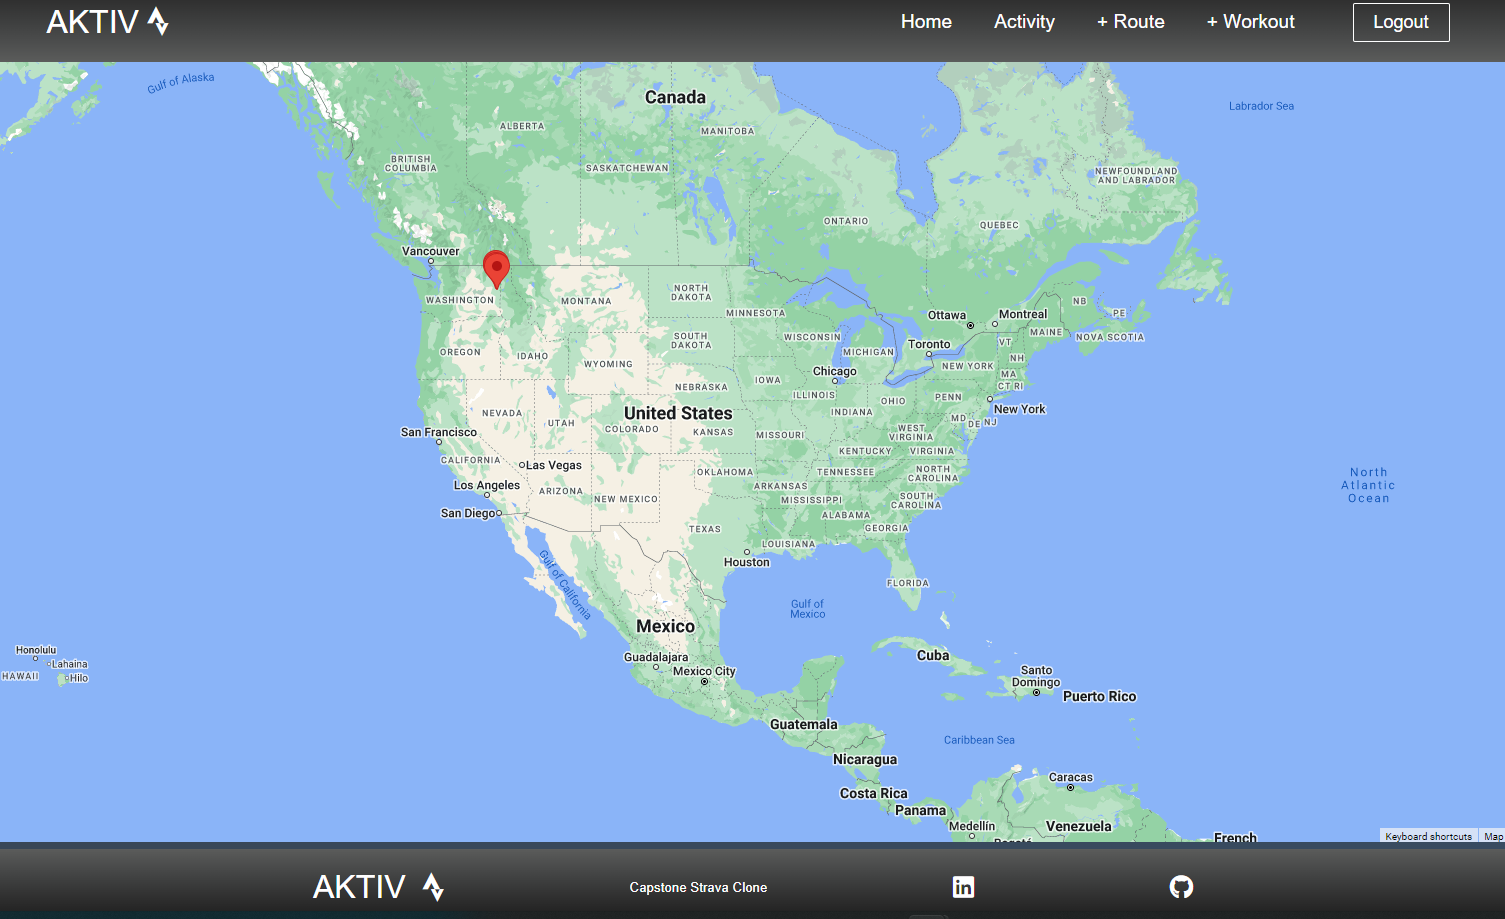 AKTIV
Home
Activity
+ Route
+ Workout
Logout
Gulf of Alaska
Canada
Labrador Sea
ALBERTA
MANITOBA
BRITISH
COLUMBIA
SASKATCHEWAN
NEWFOUNDLAND
AND LABRADOR
ONTARIO
QUEBEC
Vancouver
WASHINGTON
MONTANA
NORTH
DAKOTA
MINNESOTA
NB
PE
Ottawa
Montreal
MAINE
NOVA SCOTIA
OREGON
IDAHO
WYOMING
SOUTH
DAKOTA
WISCONSIN
MICHIGAN
Toronto
VT
NH
NEW YORK
MA
CT RI
Chicago
IOWA
NEBRASKA
ILLINOIS
INDIANA
OHIO
PENN
New York
NEVADA
UTAH
United States
COLORADO
KANSAS
MISSOURI
WEST
VIRGINIA
MD
DE
NJ
San Francisco
CALIFORNIA
Las Vegas
KENTUCKY
VIRGINIA
Los Angeles
ARIZONA
NEW MEXICO
OKLAHOMA
ARKANSAS
TENNESSEE
NORTH
CAROLINA
MISSISSIPPI
SOUTH
CAROLINA
San Diego
TEXAS
ALABAMA
GEORGIA
LOUISIANA
North
Atlantic
Ocean
Gulf of California
Houston
FLORIDA
Gulf of
Mexico
Mexico
Honolulu
Lahaina
HAWAII
Hilo
Guadalajara
Mexico City
Cuba
Santo
Domingo
Puerto Rico
Guatemala
Caribbean Sea
Nicaragua
Costa Rica
Panama
Caracas
Medellín
Venezuela
Bogotá
French
Keyboard shortcuts
Map
AKTIV
Capstone Strava Clone
in